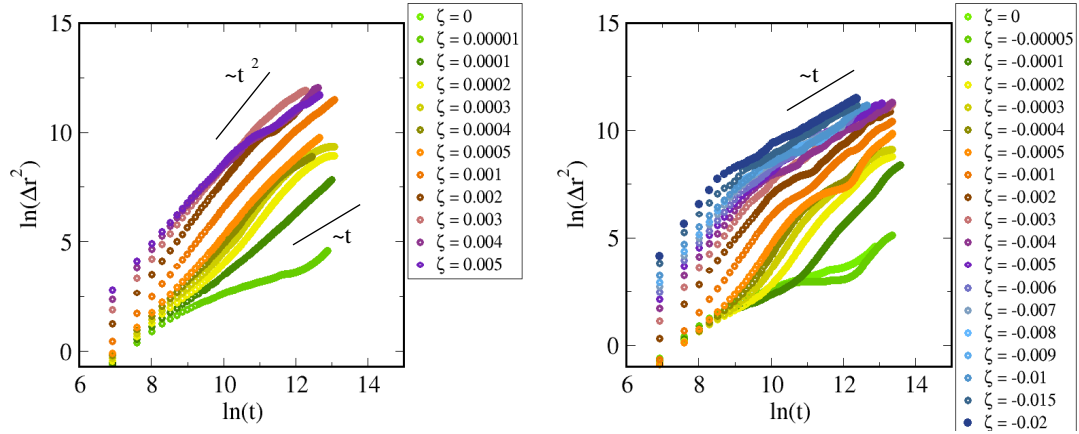 15
10
5
0
ln(Δr²)
6
8
10
12
14
ln(t)
~t ²
~t
ζ = 0
ζ = 0.00001
ζ = 0.0001
ζ = 0.0002
ζ = 0.0003
ζ = 0.0004
ζ = 0.0005
ζ = 0.001
ζ = 0.002
ζ = 0.003
ζ = 0.004
ζ = 0.005
15
10
5
0
ln(Δr²)
6
8
10
12
14
ln(t)
~t
ζ = 0
ζ = -0.00005
ζ = -0.0001
ζ = -0.0002
ζ = -0.0003
ζ = -0.0004
ζ = -0.0005
ζ = -0.001
ζ = -0.002
ζ = -0.003
ζ = -0.004
ζ = -0.005
ζ = -0.006
ζ = -0.007
ζ = -0.008
ζ = -0.009
ζ = -0.01
ζ = -0.015
ζ = -0.02